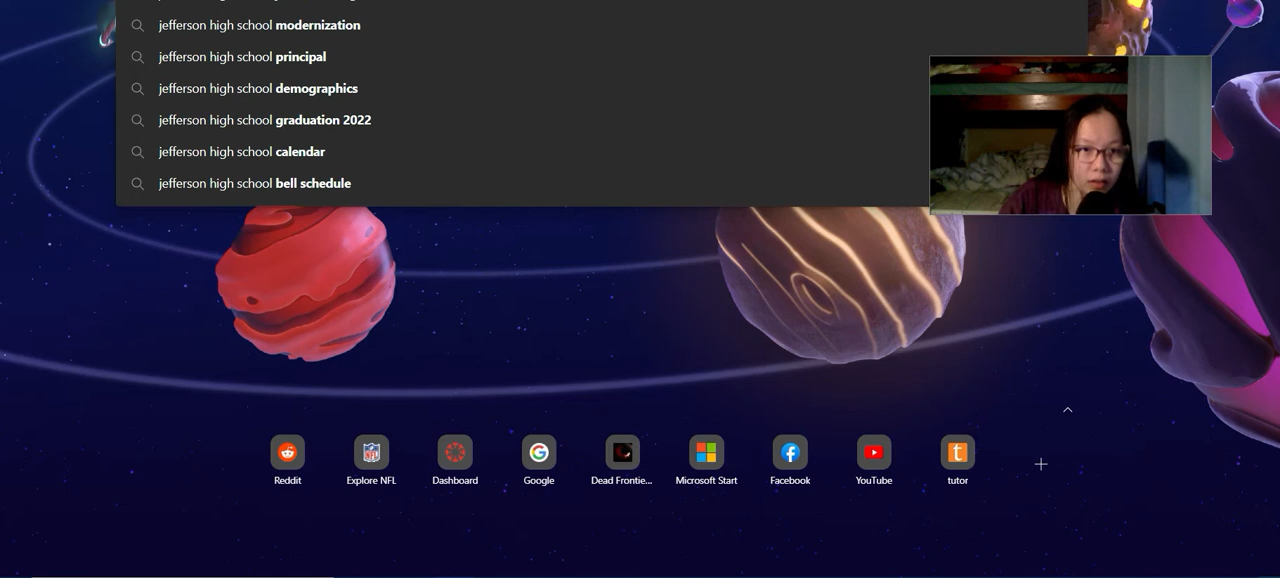 jefferson high school modernization
jefferson high school principal
jefferson high school demographics
jefferson high school graduation 2022
jefferson high school calendar
jefferson high school bell schedule
Reddit
Explore NFL
Dashboard
Google
Dead Frontie...
Microsoft Start
Facebook
YouTube
tutor